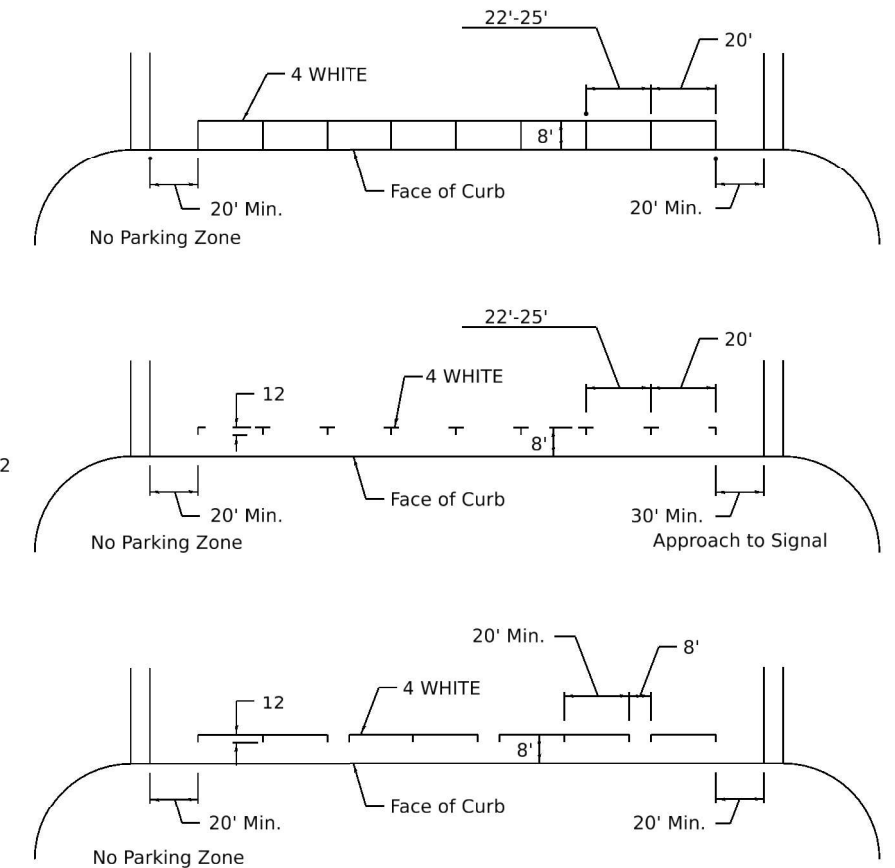 22'-25'
20'
4 WHITE
8'
Face of Curb
20' Min.
20' Min.
No Parking Zone
22'-25'
20'
4 WHITE
12
8'
2
Face of Curb
20' Min.
30' Min.
No Parking Zone
Approach to Signal
20' Min.
8'
4 WHITE
12
8'
Face of Curb
20' Min.
20' Min.
No Parking Zone